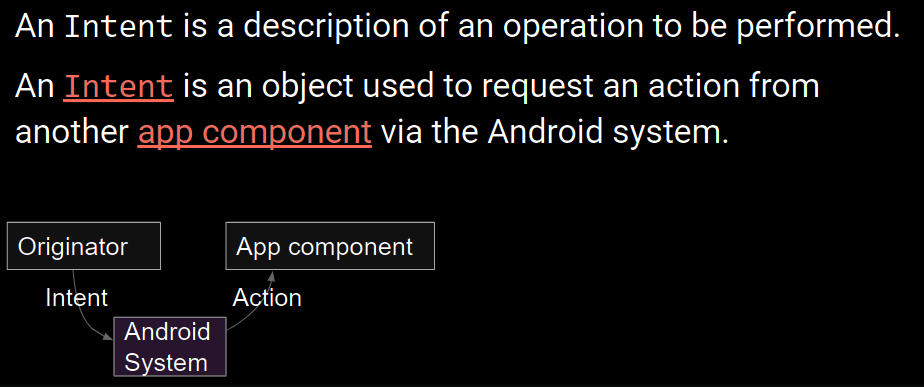 An Intent is a description of an operation to be performed.
An Intent is an object used to request an action from
another app component via the Android system.
Originator
App component
Intent
Action
Android
System